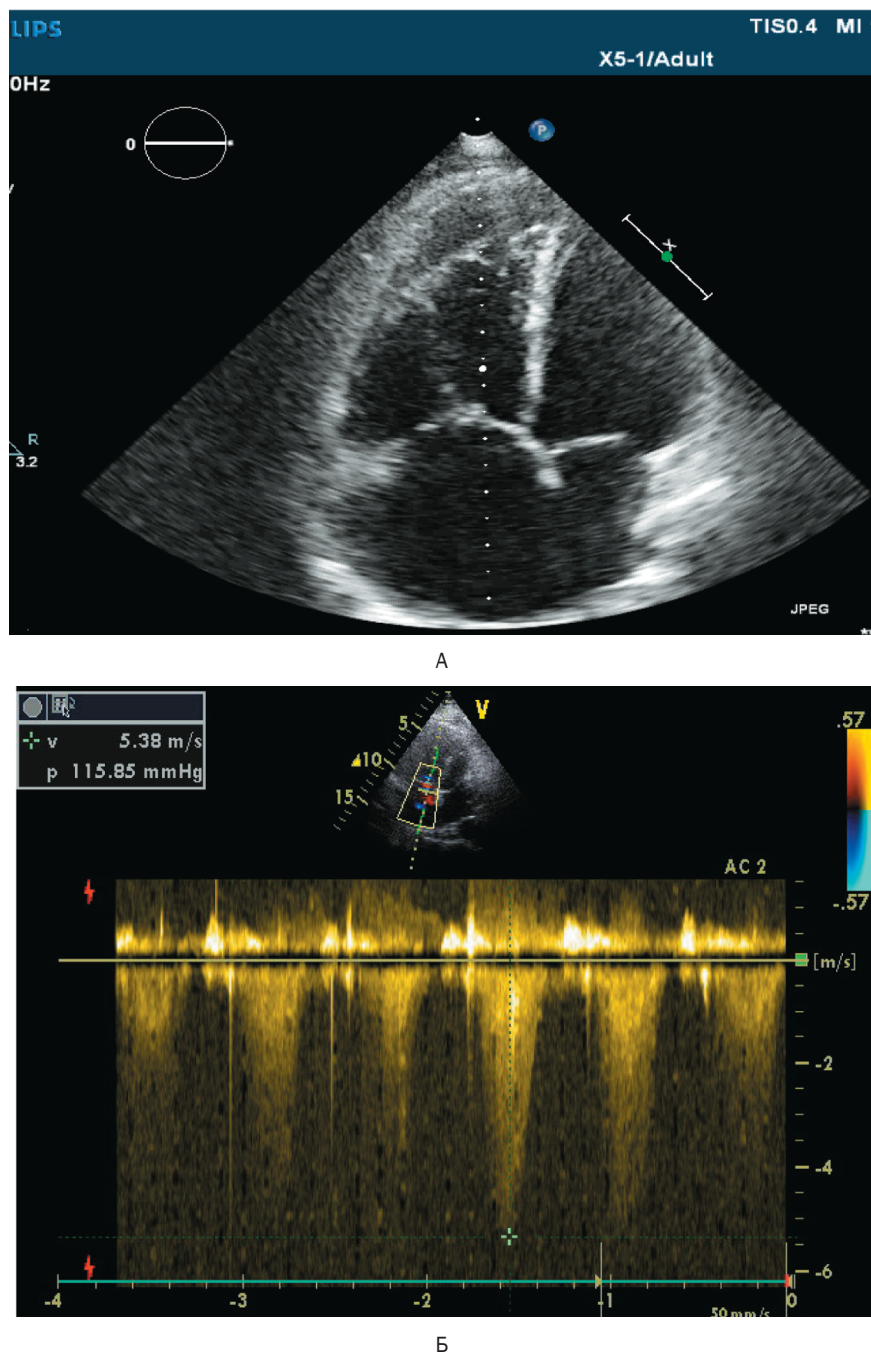 LIPS
TIS0.4 MI
X5-1/Adult
0Hz
0
P
X
R
3.2
JPEG
А
v 5.38 m/s
p 115.85 mmHg
V
5
10
15
.57
-.57
AC 2
[m/s]
-2
-4
-6
-4
-3
-2
-1
0
50 mm/s
Б